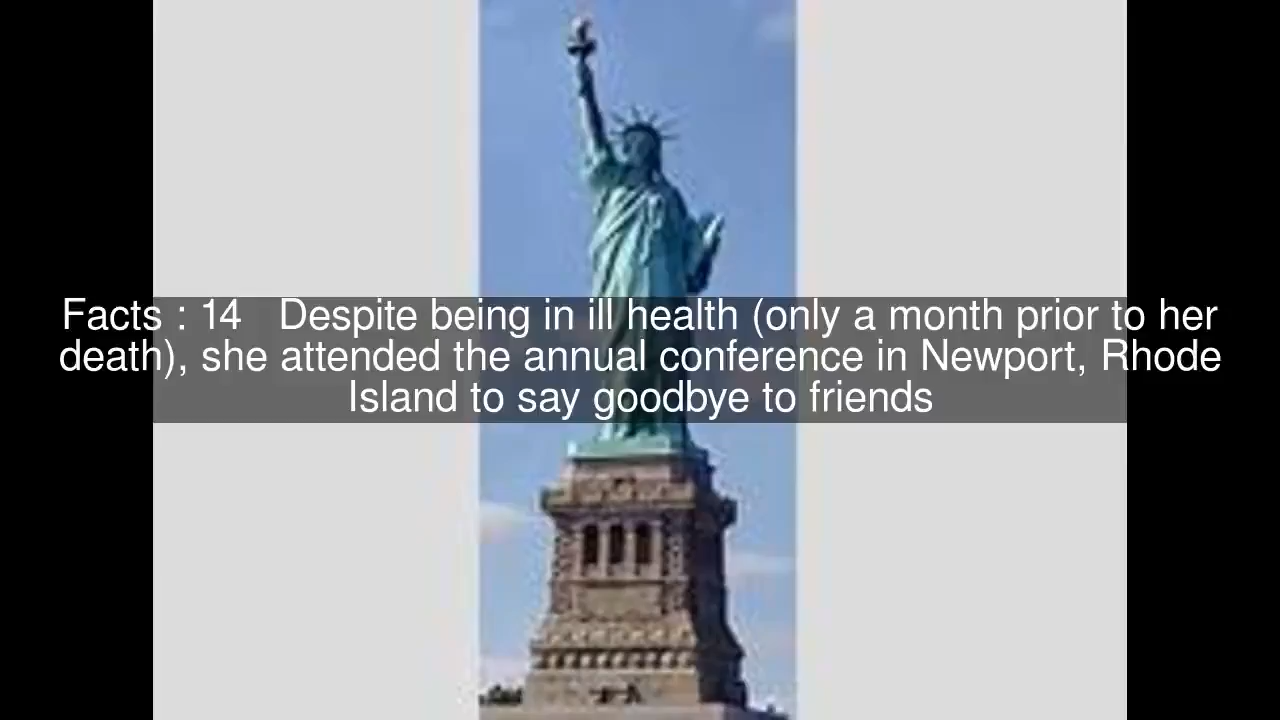 Facts : 14   Despite being in ill health (only a month prior to her
death), she attended the annual conference in Newport, Rhode
Island to say goodbye to friends